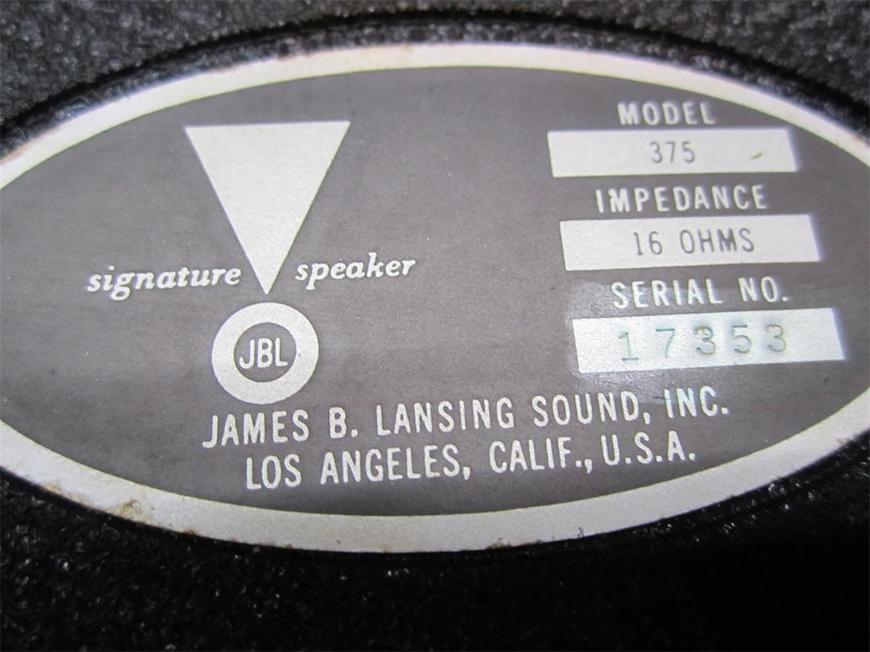 MODEL
375
IMPEDANCE
16 OHMS
signature speaker
SERIAL NO.
17353
JBL
JAMES B. LANSING SOUND, INC.
LOS ANGELES, CALIF., U.S.A.